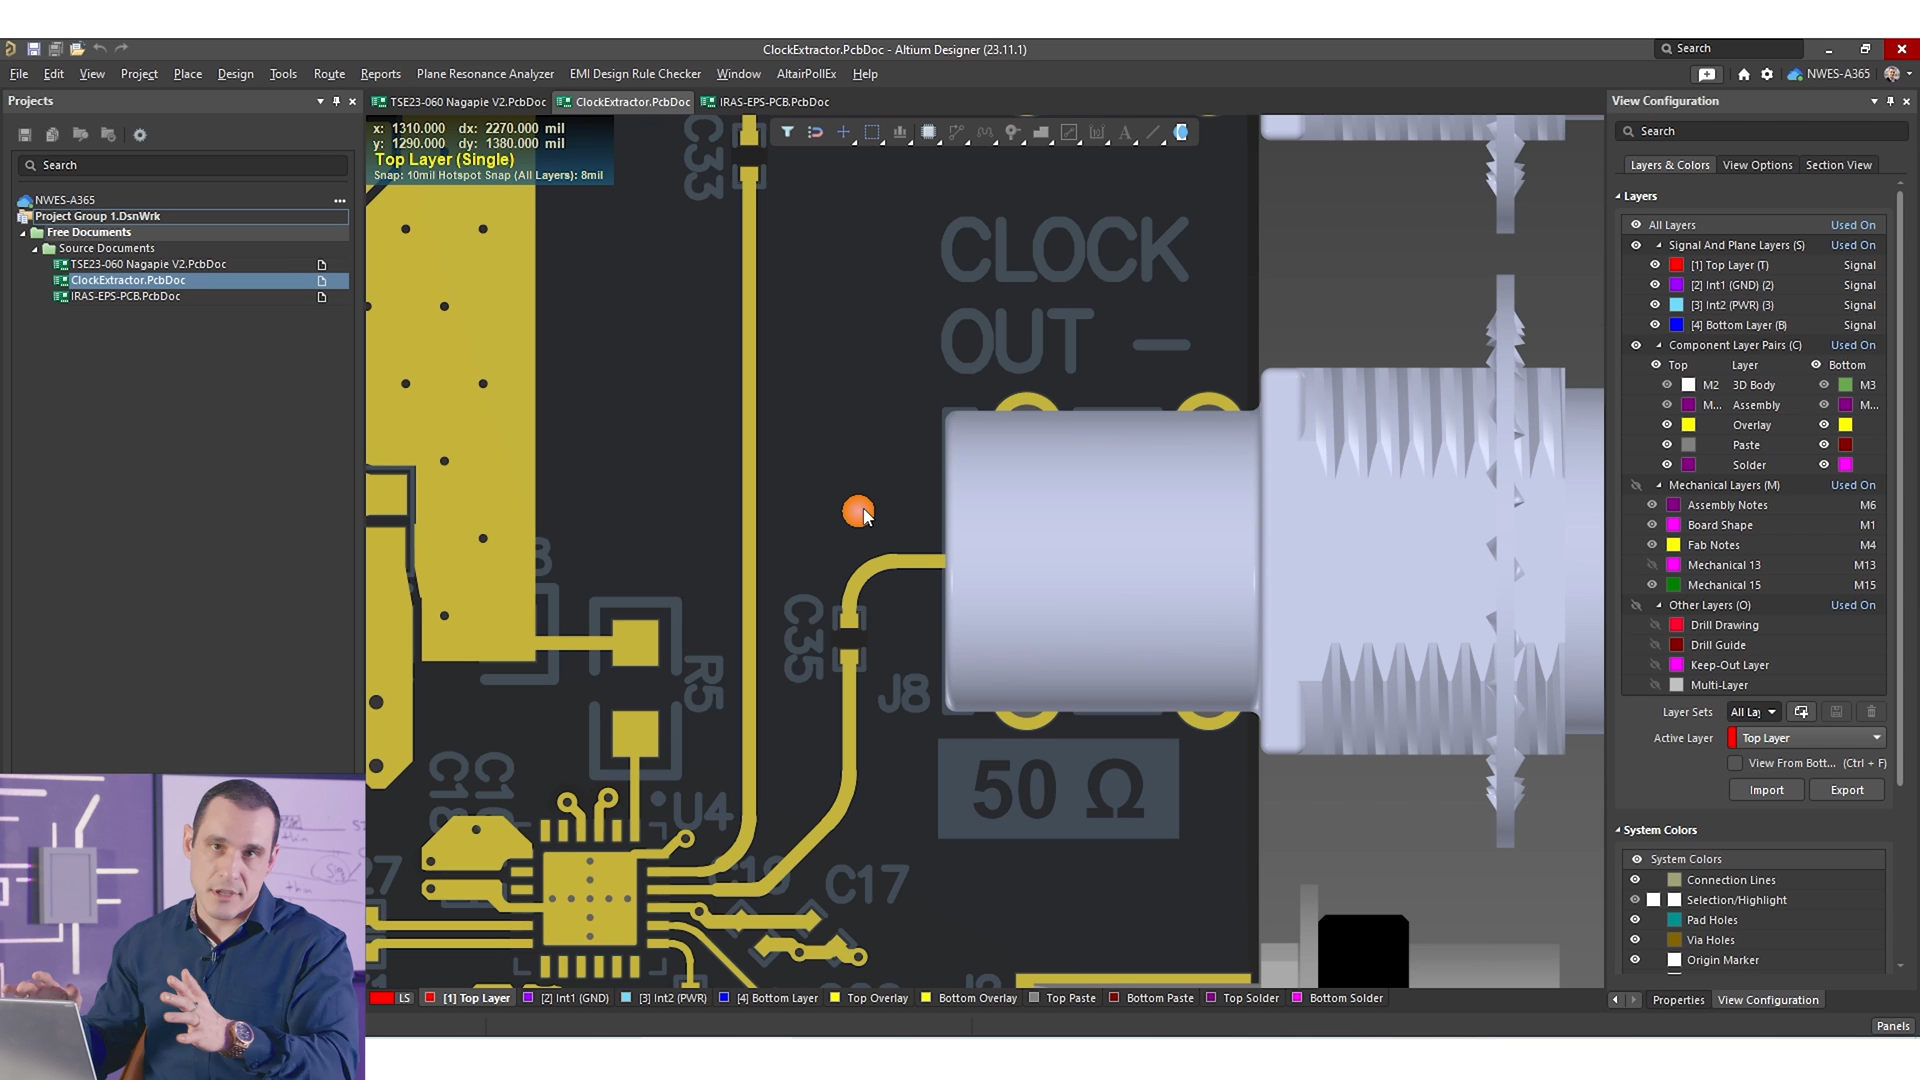 ClockExtractor.PcbDoc - Altium Designer (23.11.1)
Search
File Edit View Project Place Design Tools Route Reports Plane Resonance Analyzer EMI Design Rule Checker Window AltairPollEx Help
NWES-A365
Projects
TSE23-060 Nagapie V2.PcbDoc
ClockExtractor.PcbDoc
IRAS-EPS-PCB.PcbDoc
View Configuration
x: 1310.000 dx: 2270.000 mil
y: 1290.000 dy: 1380.000 mil
Top Layer (Single)
Snap: 10mil Hotspot Snap (All Layers): 8mil
Search
NWES-A365
Project Group 1.DsnWrk
Free Documents
Source Documents
TSE23-060 Nagapie V2.PcbDoc
ClockExtractor.PcbDoc
IRAS-EPS-PCB.PcbDoc
C33
CLOCK
OUT –
C35
J8
R5
50 Ω
U4
C17
Search
Layers & Colors View Options Section View
Layers
All Layers Used On
Signal And Plane Layers (S) Used On
[1] Top Layer (T) Signal
[2] Int1 (GND) (2) Signal
[3] Int2 (PWR) (3) Signal
[4] Bottom Layer (B) Signal
Component Layer Pairs (C) Used On
Top Layer Bottom
M2 3D Body M3
M... Assembly M...
Overlay
Paste
Solder
Mechanical Layers (M) Used On
Assembly Notes M6
Board Shape M1
Fab Notes M4
Mechanical 13 M13
Mechanical 15 M15
Other Layers (O) Used On
Drill Drawing
Drill Guide
Keep-Out Layer
Multi-Layer
Layer Sets All Lay
Active Layer Top Layer
View From Bott... (Ctrl + F)
Import Export
System Colors
System Colors
Connection Lines
Selection/Highlight
Pad Holes
Via Holes
Origin Marker
LS [1] Top Layer [2] Int1 (GND) [3] Int2 (PWR) [4] Bottom Layer Top Overlay Bottom Overlay Top Paste Bottom Paste Top Solder Bottom Solder
Properties View Configuration
Panels